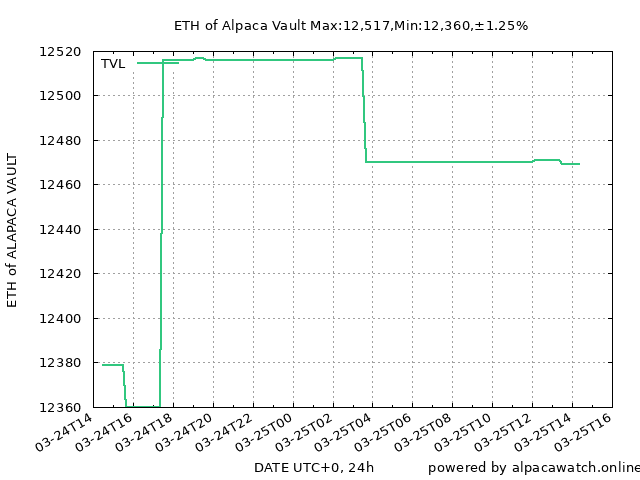 ETH of Alpaca Vault Max:12,517,Min:12,360,±1.25%
TVL
12520
12500
12480
12460
12440
12420
12400
12380
12360
ETH of ALAPACA VAULT
03-24T14
03-24T16
03-24T18
03-24T20
03-24T22
03-25T00
03-25T02
03-25T04
03-25T06
03-25T08
03-25T10
03-25T12
03-25T14
03-25T16
DATE UTC+0, 24h
powered by alpacawatch.online